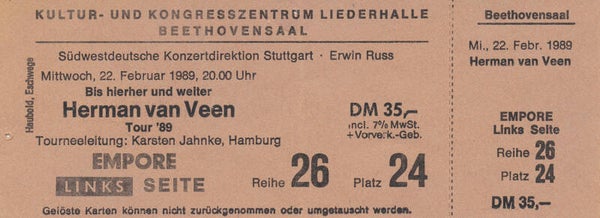 KULTUR- UND KONGRESSZENTRUM LIEDERHALLE
BEETHOVENSAAL
Südwestdeutsche Konzertdirektion Stuttgart · Erwin Russ
Mittwoch, 22. Februar 1989, 20.00 Uhr
Bis hierher und weiter
Herman van Veen
Tour '89
Tourneeleitung: Karsten Jahnke, Hamburg
DM 35,—
incl. 7% MwSt.
+Vorverk.-Geb.
EMPORE
LINKS SEITE
Reihe 26 Platz 24
Gelöste Karten können nicht zurückgenommen oder umgetauscht werden.
Haubold, Eschwege
Beethovensaal
Mi., 22. Febr. 1989
Herman van Veen
EMPORE
Links Seite
Reihe 26
Platz 24
DM 35,—